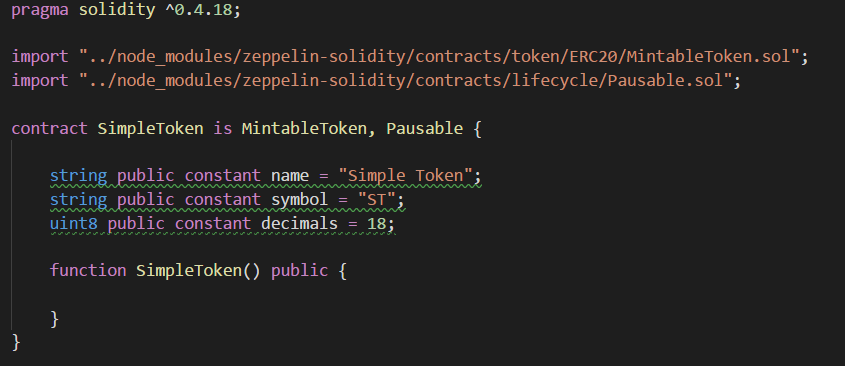 pragma solidity ^0.4.18;
import "../node_modules/zeppelin-solidity/contracts/token/ERC20/MintableToken.sol";
import "../node_modules/zeppelin-solidity/contracts/lifecycle/Pausable.sol";
contract SimpleToken is MintableToken, Pausable {
string public constant name = "Simple Token";
string public constant symbol = "ST";
uint8 public constant decimals = 18;
function SimpleToken() public {
}
}